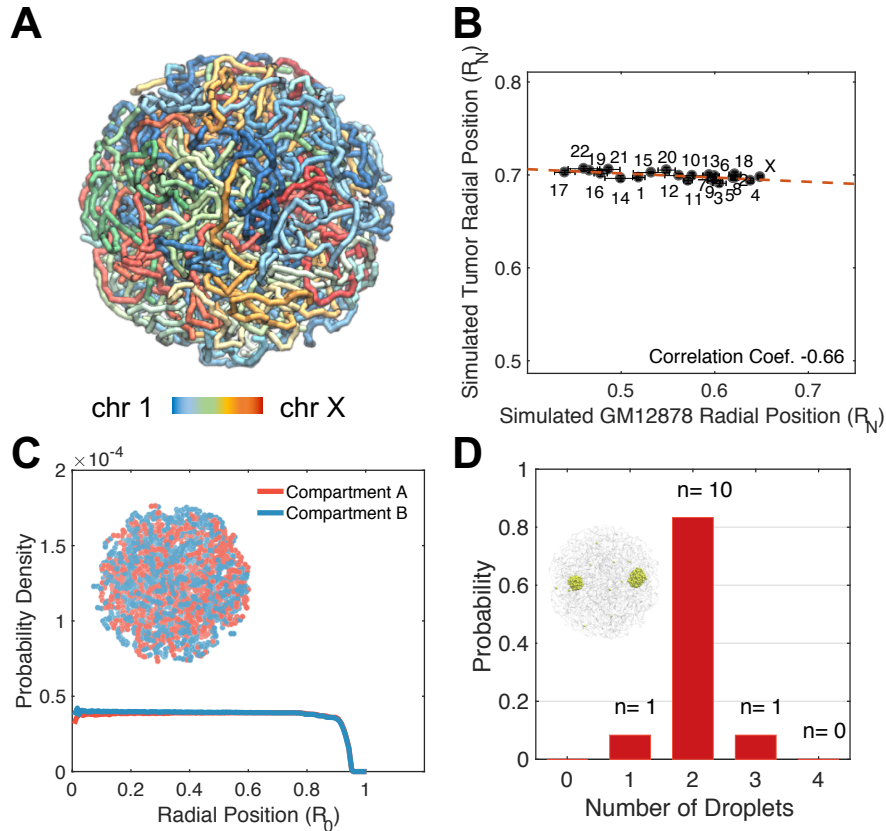 A
chr 1 chr X
B
Simulated Tumor Radial Position (R_N)
0.8
0.7
0.6
0.5
22 19 21 15 20 10 13 6 18 X
17 16 14 1 12 11 7 9 3 5 8 2 4
Correlation Coef. -0.66
0.5 0.6 0.7
Simulated GM12878 Radial Position (R_N)
C
×10^-4
Probability Density
2
1.5
1
0.5
0
Compartment A
Compartment B
0 0.2 0.4 0.6 0.8 1
Radial Position (R_0)
D
Probability
1
0.8
0.6
0.4
0.2
0
n= 10
n= 1
n= 1
n= 0
0 1 2 3 4
Number of Droplets